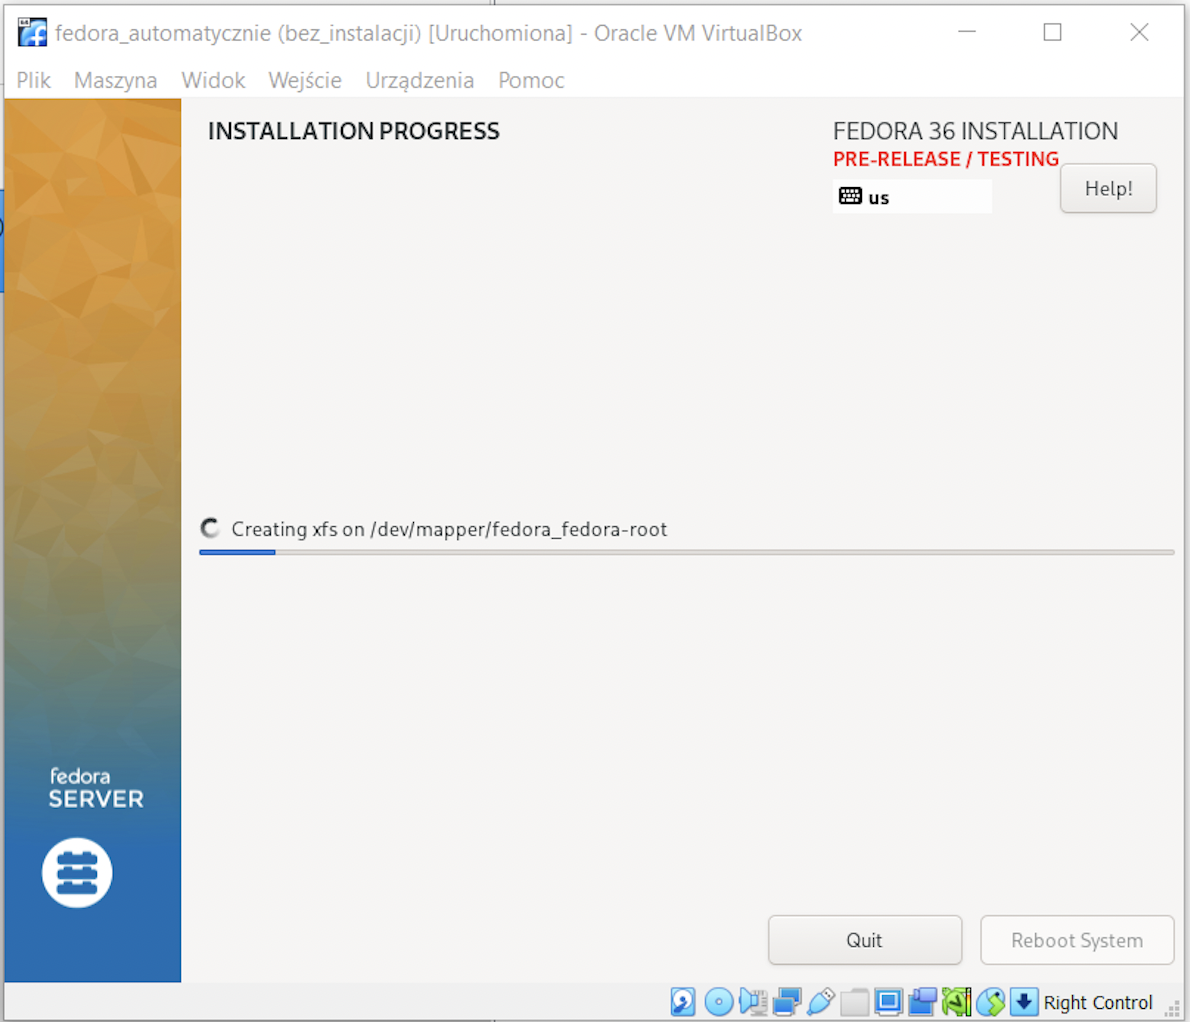 fedora_automatycznie (bez_instalacji) [Uruchomiona] - Oracle VM VirtualBox
Plik Maszyna Widok Wejście Urządzenia Pomoc
INSTALLATION PROGRESS
FEDORA 36 INSTALLATION
PRE-RELEASE / TESTING
us
Help!
Creating xfs on /dev/mapper/fedora_fedora-root
fedora
SERVER
Quit
Reboot System
Right Control